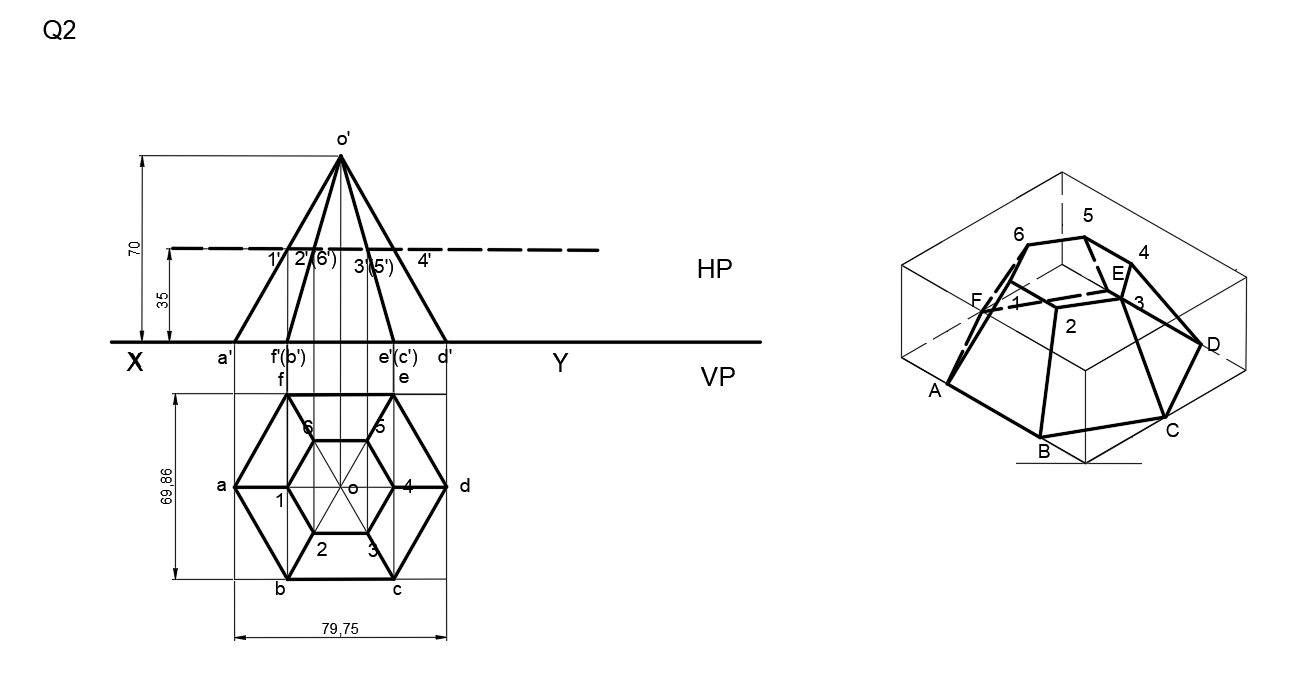 Q2
o'
70
35
1' 2'(6') 3'(5') 4'
HP
X a' f'(b') e'(c') d' Y
VP
f e
6 5
a 1 o 4 d
2 3
b c
69,86
79,75
5
6 4
E
F 1 3
2
D
A
C
B